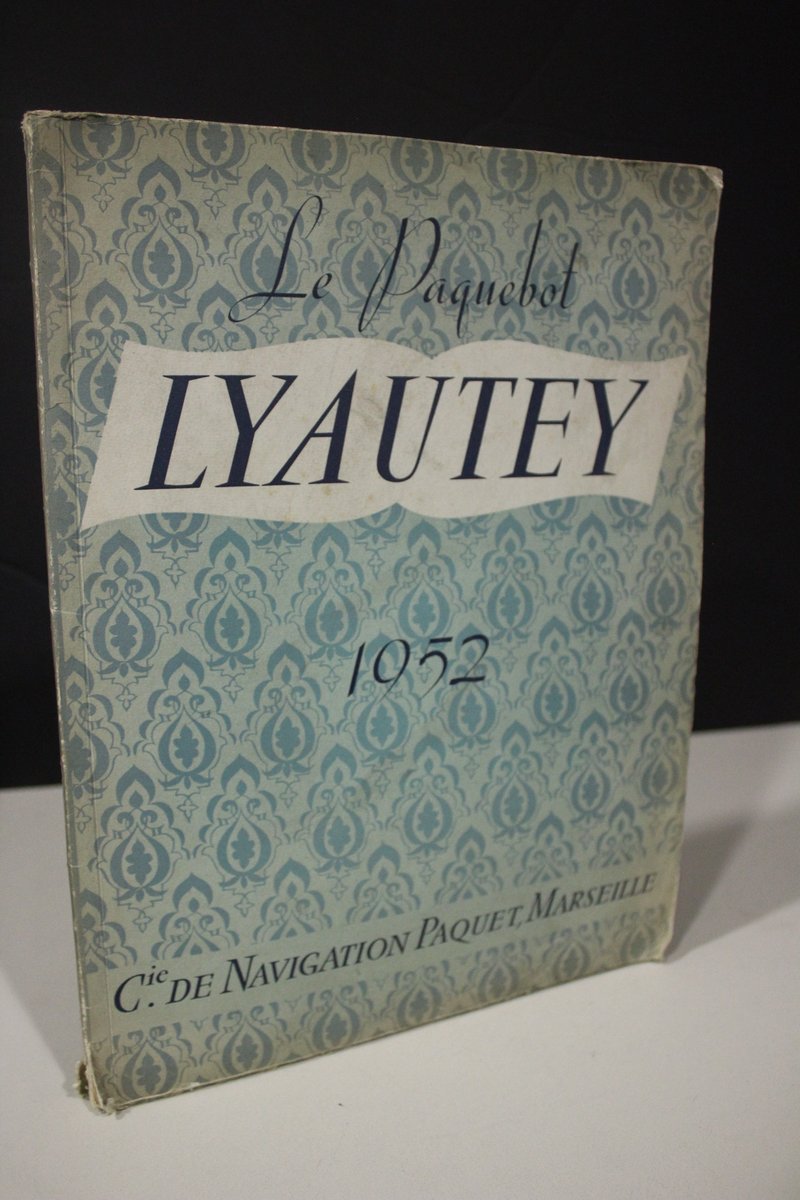 Le Paquebot
LYAUTEY
1952
Cie. DE NAVIGATION PAQUET, MARSEILLE